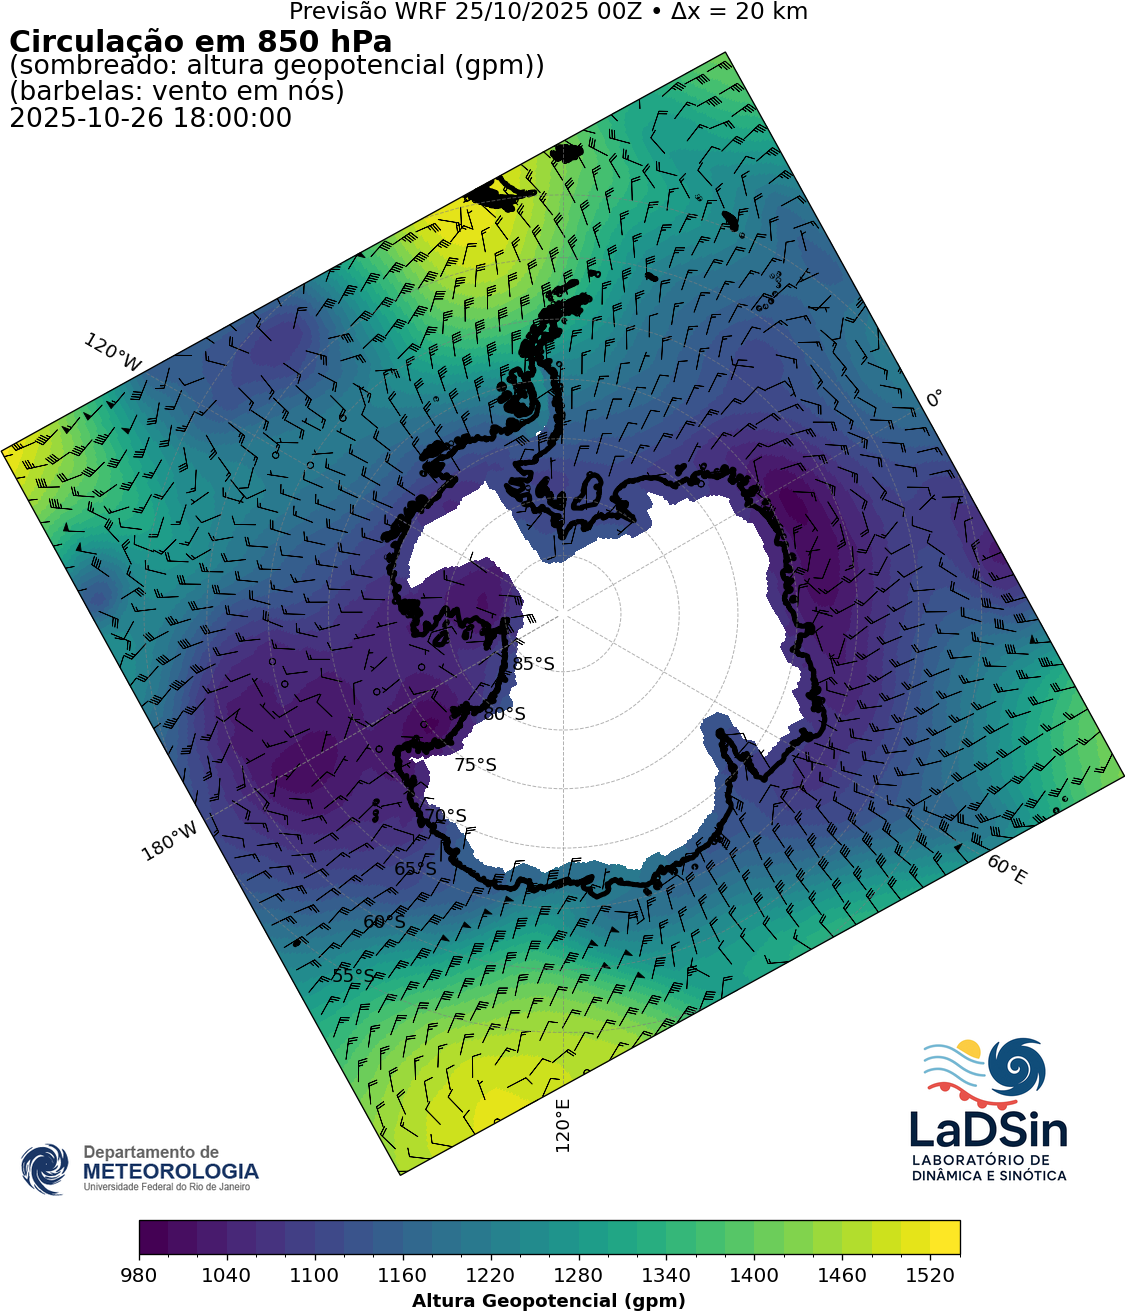 Previsão WRF 25/10/2025 00Z • Δx = 20 km
Circulação em 850 hPa
(sombreado: altura geopotencial (gpm))
(barbelas: vento em nós)
2025-10-26 18:00:00
120°W
0°
85°S
80°S
75°S
70°S
180°W
65°S
60°E
60°S
55°S
120°E
LaDSin
LABORATÓRIO DE
DINÂMICA E SINÓTICA
Departamento de
METEOROLOGIA
Universidade Federal do Rio de Janeiro
980 1040 1100 1160 1220 1280 1340 1400 1460 1520
Altura Geopotencial (gpm)